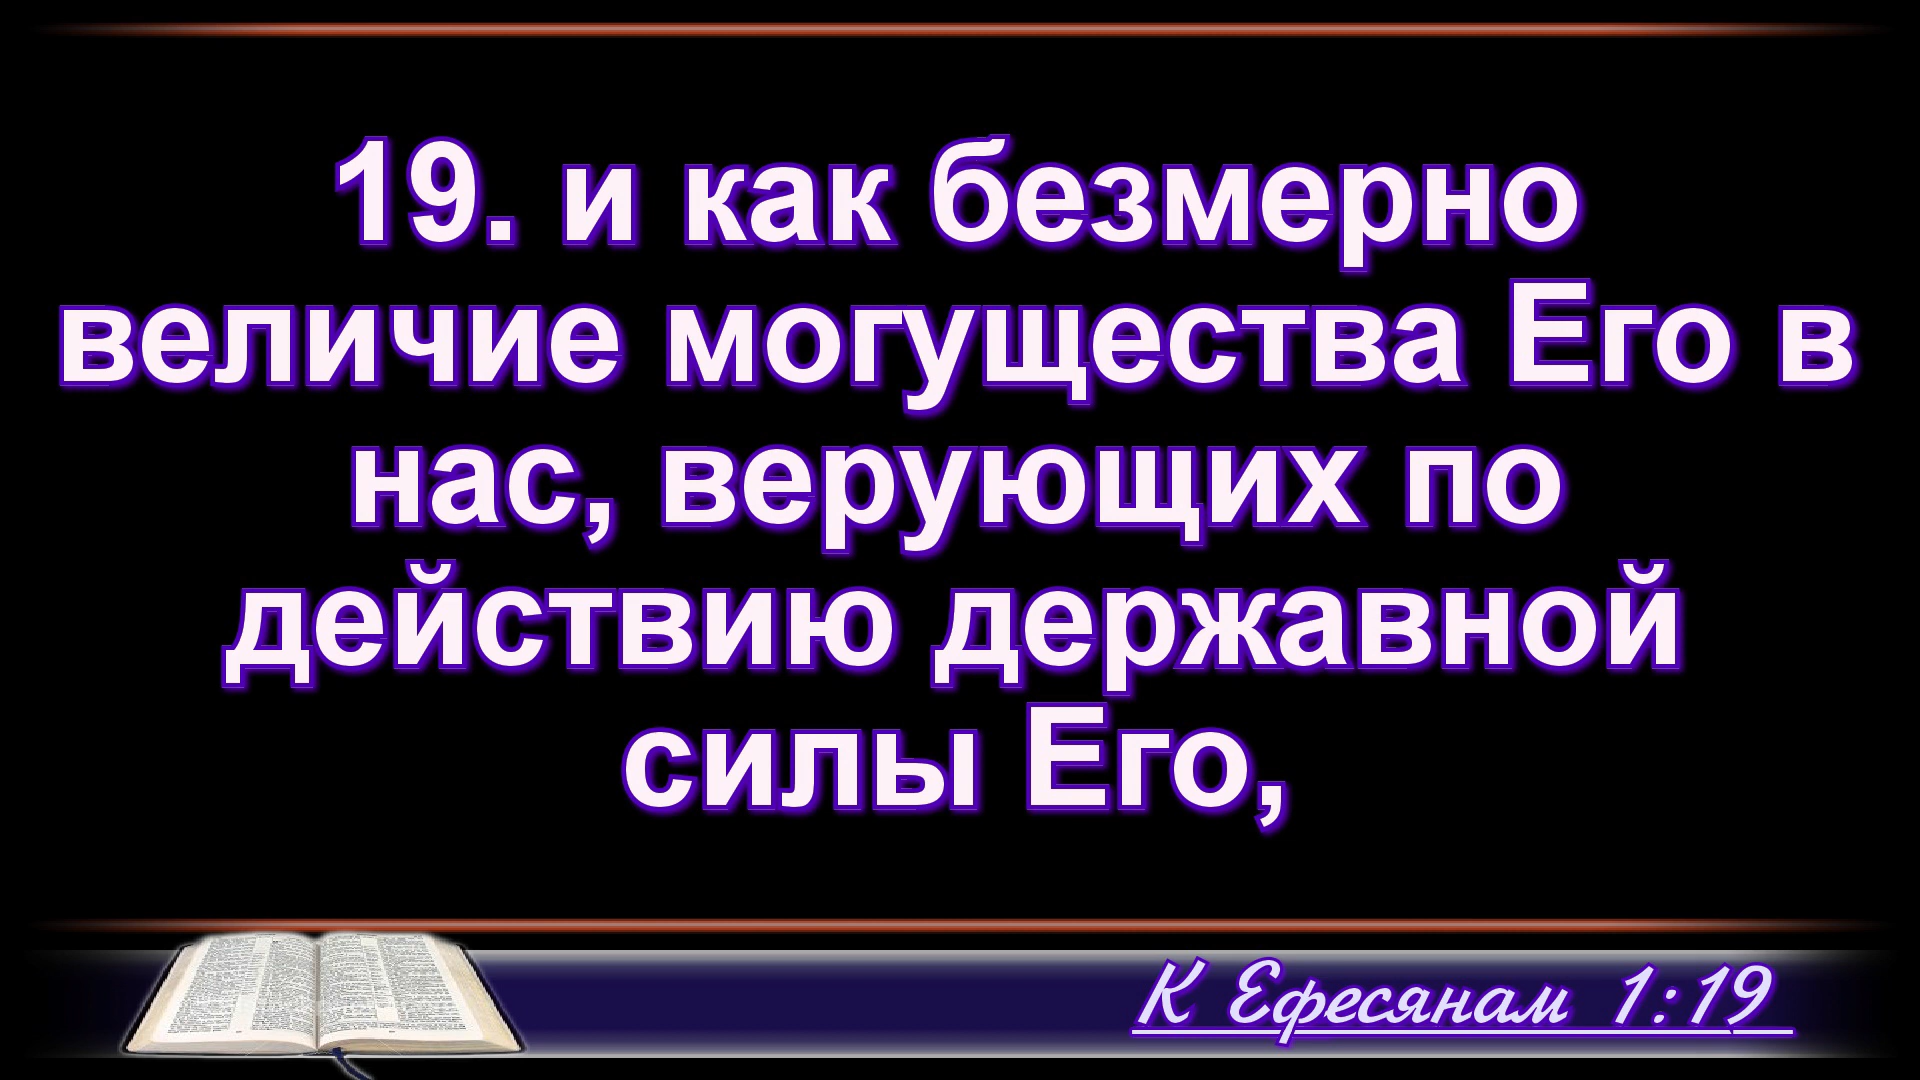 19. и как безмерно
величие могущества Его в
нас, верующих по
действию державной
силы Его,
К Ефесянам 1:19